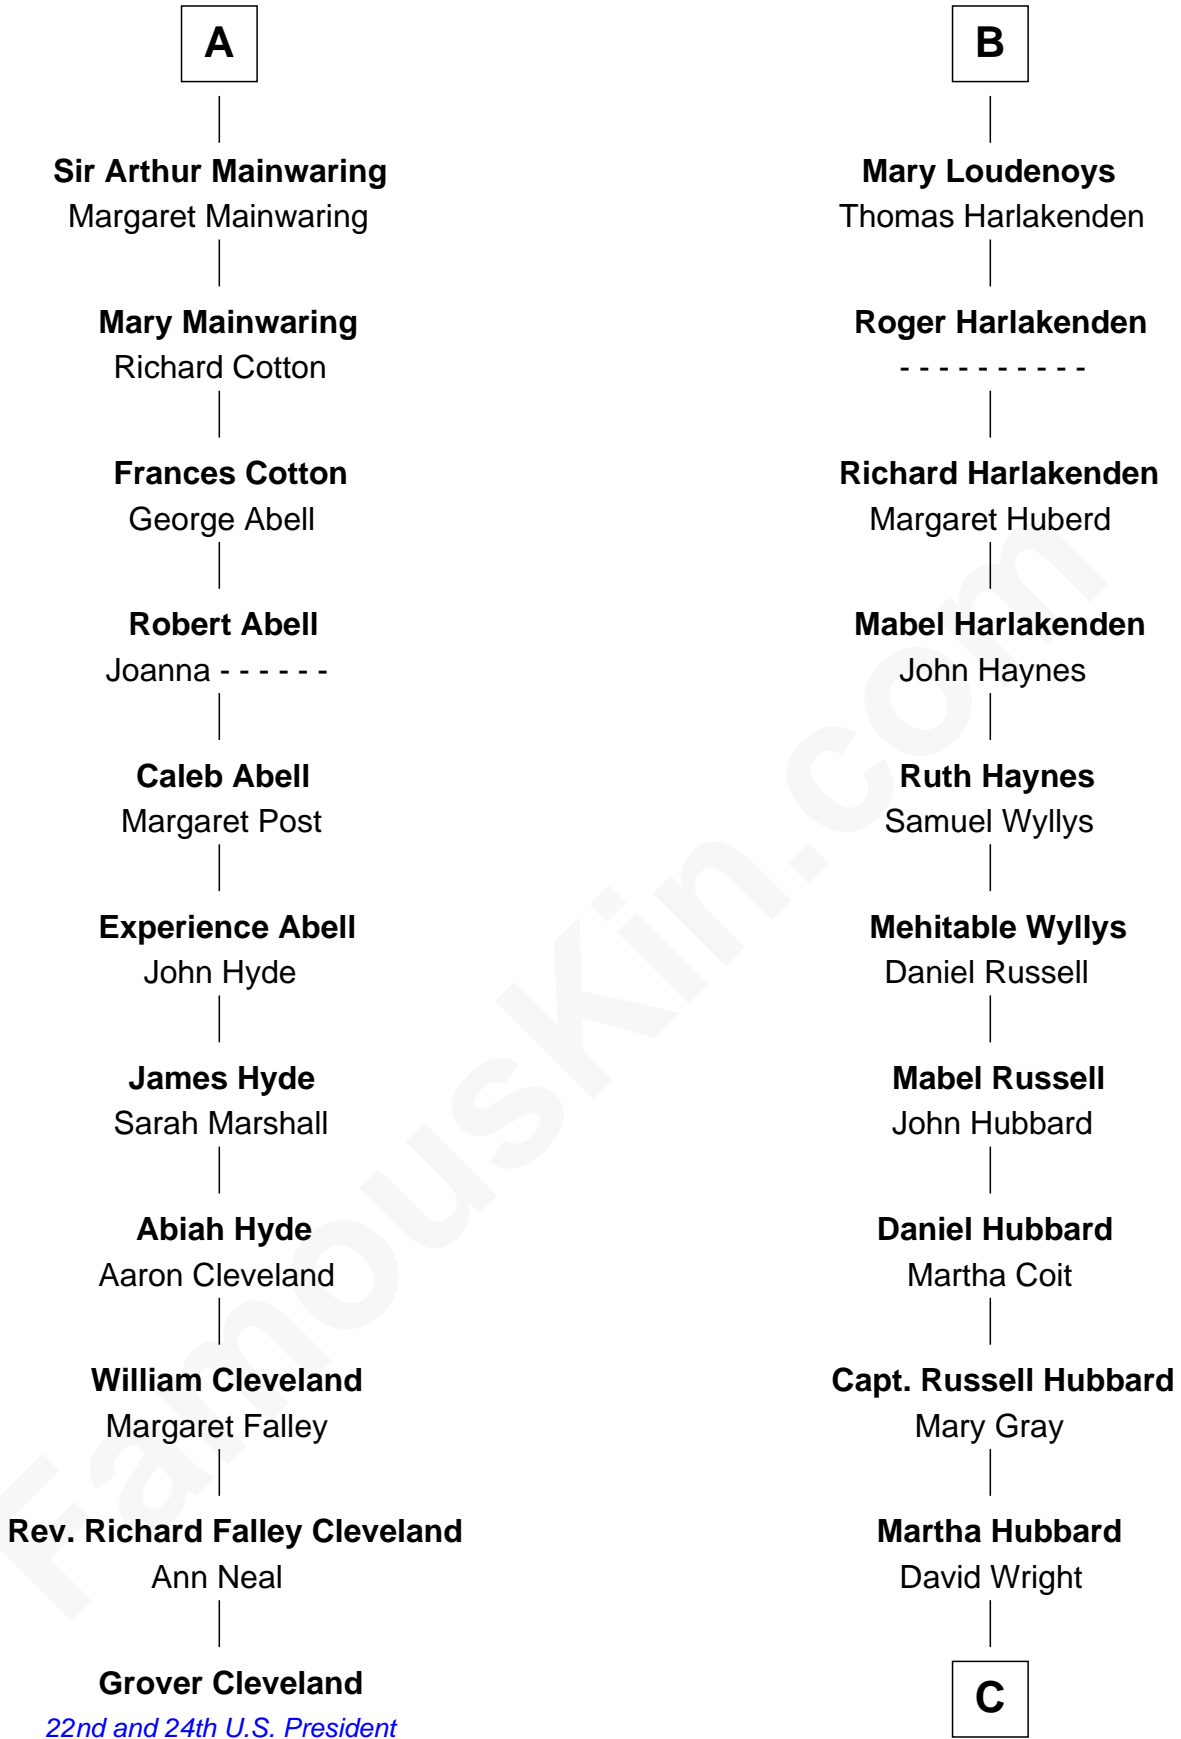 A
Sir Arthur Mainwaring
Margaret Mainwaring
Mary Mainwaring
Richard Cotton
Frances Cotton
George Abell
Robert Abell
Joanna - - - - - -
Caleb Abell
Margaret Post
Experience Abell
John Hyde
James Hyde
Sarah Marshall
Abiah Hyde
Aaron Cleveland
William Cleveland
Margaret Falley
Rev. Richard Falley Cleveland
Ann Neal
Grover Cleveland
22nd and 24th U.S. President
B
Mary Loudenoys
Thomas Harlakenden
Roger Harlakenden
- - - - - - - - - -
Richard Harlakenden
Margaret Huberd
Mabel Harlakenden
John Haynes
Ruth Haynes
Samuel Wyllys
Mehitable Wyllys
Daniel Russell
Mabel Russell
John Hubbard
Daniel Hubbard
Martha Coit
Capt. Russell Hubbard
Mary Gray
Martha Hubbard
David Wright
C
FamousKin.com